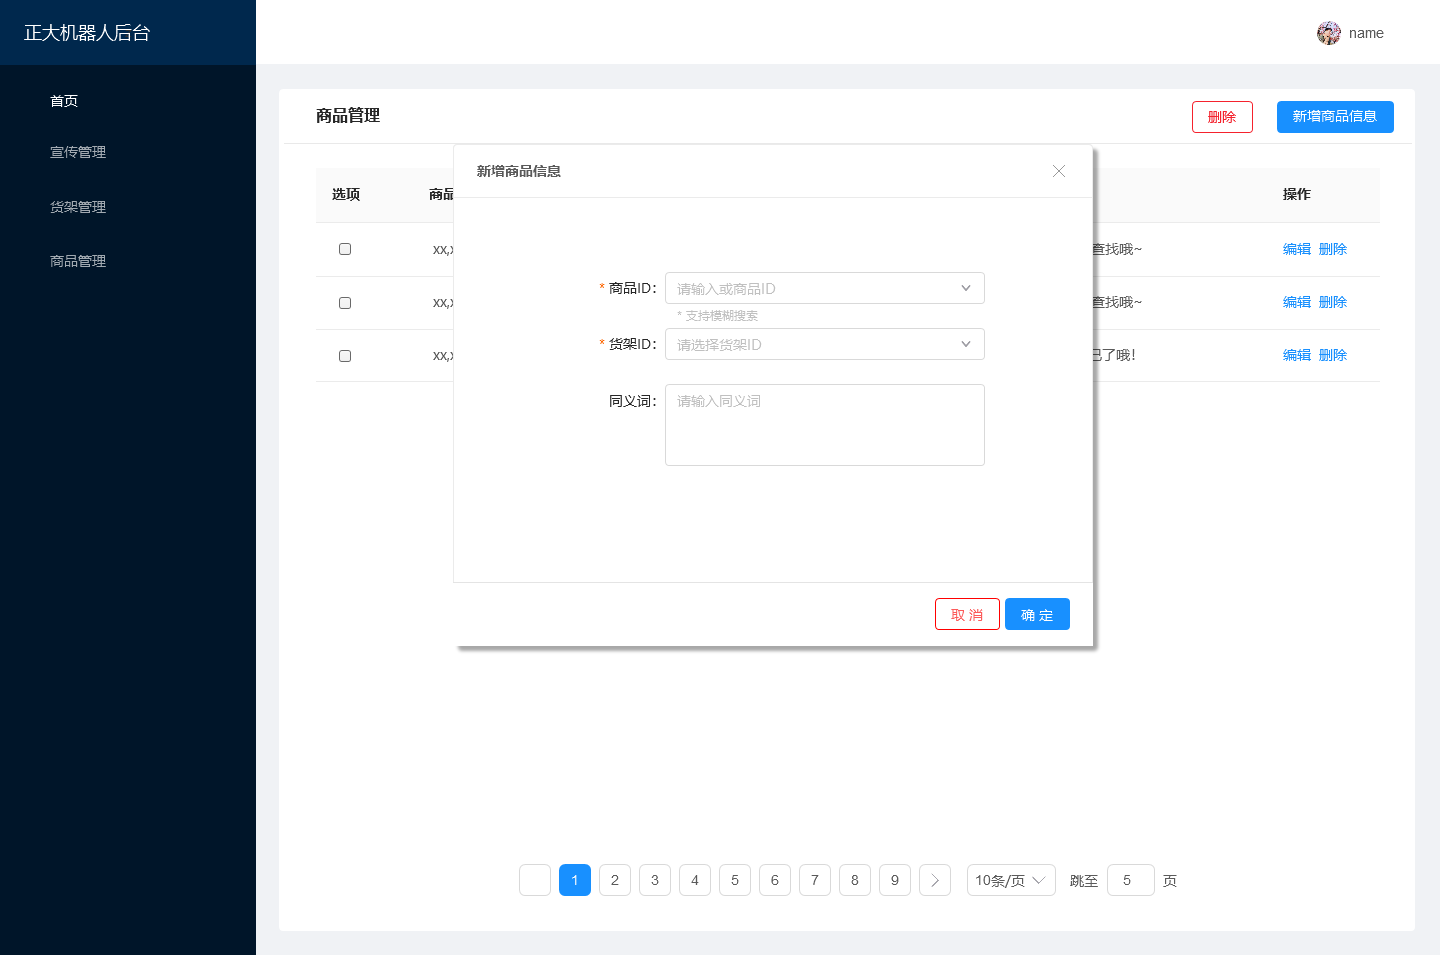 正大机器人后台
name
首页
宣传管理
货架管理
商品管理
商品管理
删除
新增商品信息
选项
商品
操作
xx,x
查找哦~
编辑 删除
xx,x
查找哦~
编辑 删除
xx,x
已了哦!
编辑 删除
新增商品信息
* 商品ID:
请输入或商品ID
* 支持模糊搜索
* 货架ID:
请选择货架ID
同义词:
请输入同义词
取 消
确 定
1 2 3 4 5 6 7 8 9
10条/页
跳至 5 页